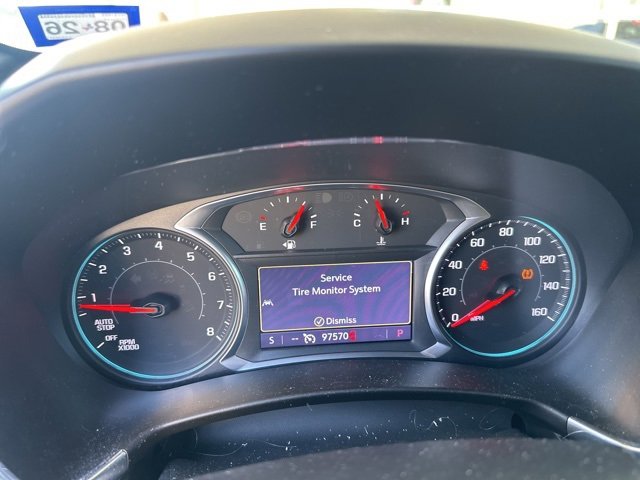 08 26
E F
C H
1 2 3 4 5 6 7 8
AUTO
STOP
OFF
RPM
X1000
Service
Tire Monitor System
Dismiss
S -- 97570 P
0 20 40 60 80 100 120 140 160
MPH